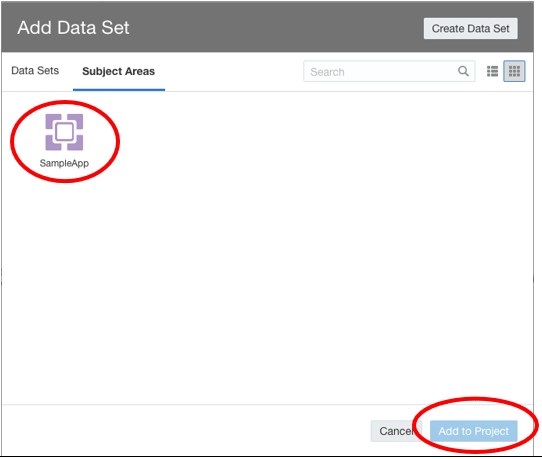 Add Data Set
Create Data Set
Data Sets
Subject Areas
Search
SampleApp
Cancel
Add to Project